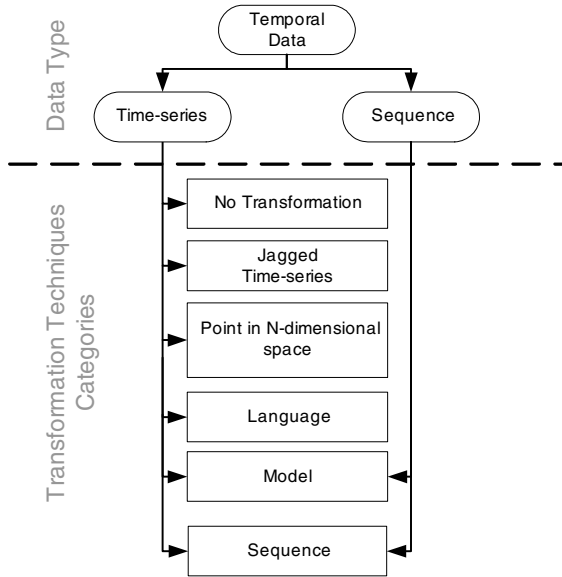 Temporal
Data
Data Type
Time-series
Sequence
Transformation Techniques
Categories
No Transformation
Jagged
Time-series
Point in N-dimensional
space
Language
Model
Sequence